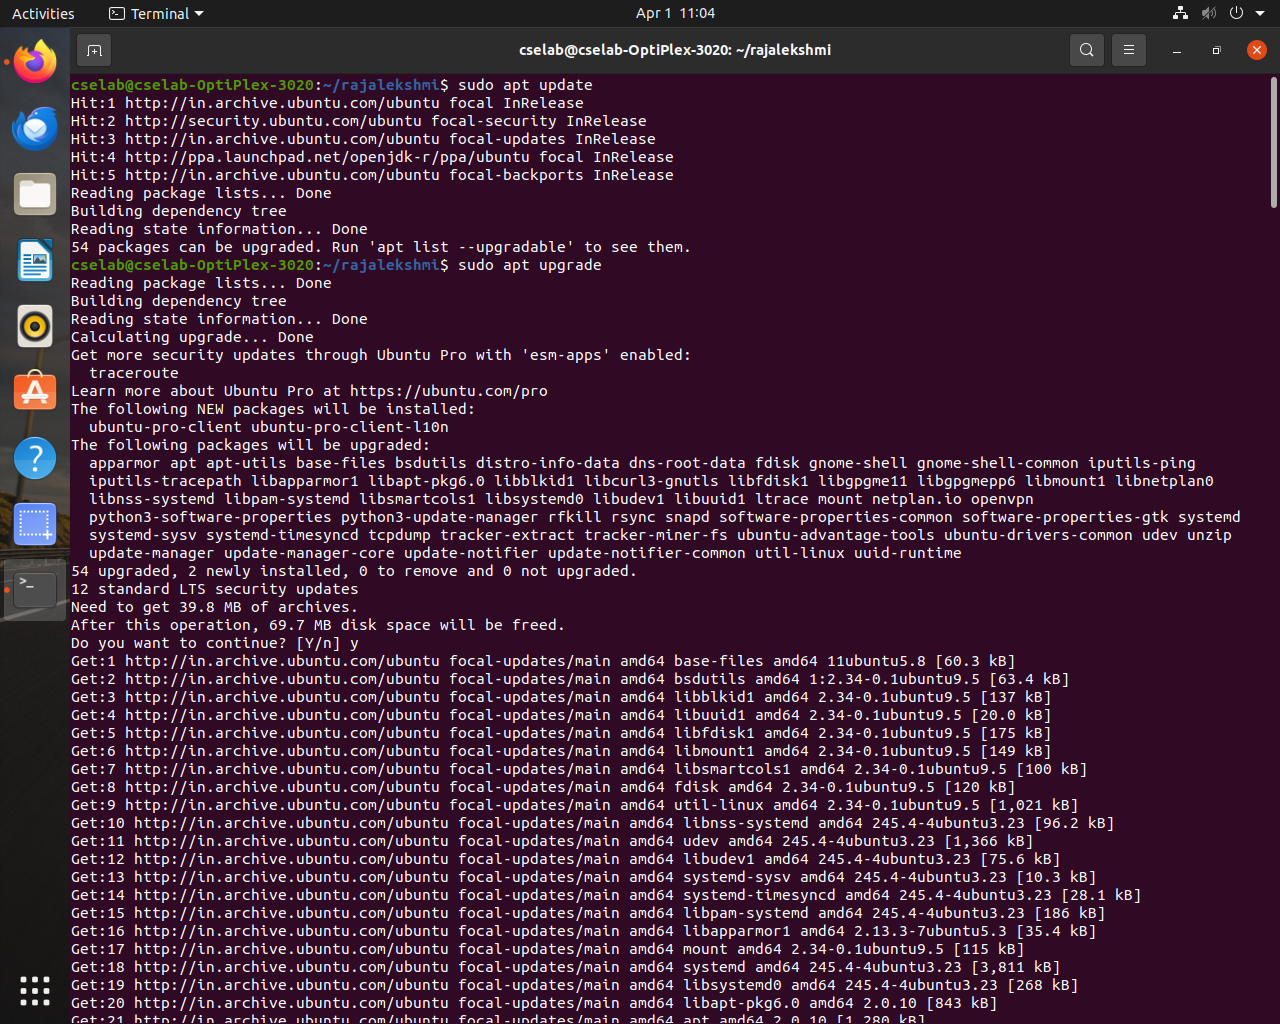 Activities Terminal Apr 1 11:04
cselab@cselab-OptiPlex-3020: ~/rajalekshmi
cselab@cselab-OptiPlex-3020:~/rajalekshmi$ sudo apt update
Hit:1 http://in.archive.ubuntu.com/ubuntu focal InRelease
Hit:2 http://security.ubuntu.com/ubuntu focal-security InRelease
Hit:3 http://in.archive.ubuntu.com/ubuntu focal-updates InRelease
Hit:4 http://ppa.launchpad.net/openjdk-r/ppa/ubuntu focal InRelease
Hit:5 http://in.archive.ubuntu.com/ubuntu focal-backports InRelease
Reading package lists... Done
Building dependency tree
Reading state information... Done
54 packages can be upgraded. Run 'apt list --upgradable' to see them.
cselab@cselab-OptiPlex-3020:~/rajalekshmi$ sudo apt upgrade
Reading package lists... Done
Building dependency tree
Reading state information... Done
Calculating upgrade... Done
Get more security updates through Ubuntu Pro with 'esm-apps' enabled:
  traceroute
Learn more about Ubuntu Pro at https://ubuntu.com/pro
The following NEW packages will be installed:
  ubuntu-pro-client ubuntu-pro-client-l10n
The following packages will be upgraded:
  apparmor apt apt-utils base-files bsdutils distro-info-data dns-root-data fdisk gnome-shell gnome-shell-common iputils-ping
  iputils-tracepath libapparmor1 libapt-pkg6.0 libblkid1 libcurl3-gnutls libfdisk1 libgpgme11 libgpgmepp6 libmount1 libnetplan0
  libnss-systemd libpam-systemd libsmartcols1 libsystemd0 libudev1 libuuid1 ltrace mount netplan.io openvpn
  python3-software-properties python3-update-manager rfkill rsync snapd software-properties-common software-properties-gtk systemd
  systemd-sysv systemd-timesyncd tcpdump tracker-extract tracker-miner-fs ubuntu-advantage-tools ubuntu-drivers-common udev unzip
  update-manager update-manager-core update-notifier update-notifier-common util-linux uuid-runtime
54 upgraded, 2 newly installed, 0 to remove and 0 not upgraded.
12 standard LTS security updates
Need to get 39.8 MB of archives.
After this operation, 69.7 MB disk space will be freed.
Do you want to continue? [Y/n] y
Get:1 http://in.archive.ubuntu.com/ubuntu focal-updates/main amd64 base-files amd64 11ubuntu5.8 [60.3 kB]
Get:2 http://in.archive.ubuntu.com/ubuntu focal-updates/main amd64 bsdutils amd64 1:2.34-0.1ubuntu9.5 [63.4 kB]
Get:3 http://in.archive.ubuntu.com/ubuntu focal-updates/main amd64 libblkid1 amd64 2.34-0.1ubuntu9.5 [137 kB]
Get:4 http://in.archive.ubuntu.com/ubuntu focal-updates/main amd64 libuuid1 amd64 2.34-0.1ubuntu9.5 [20.0 kB]
Get:5 http://in.archive.ubuntu.com/ubuntu focal-updates/main amd64 libfdisk1 amd64 2.34-0.1ubuntu9.5 [175 kB]
Get:6 http://in.archive.ubuntu.com/ubuntu focal-updates/main amd64 libmount1 amd64 2.34-0.1ubuntu9.5 [149 kB]
Get:7 http://in.archive.ubuntu.com/ubuntu focal-updates/main amd64 libsmartcols1 amd64 2.34-0.1ubuntu9.5 [100 kB]
Get:8 http://in.archive.ubuntu.com/ubuntu focal-updates/main amd64 fdisk amd64 2.34-0.1ubuntu9.5 [120 kB]
Get:9 http://in.archive.ubuntu.com/ubuntu focal-updates/main amd64 util-linux amd64 2.34-0.1ubuntu9.5 [1,021 kB]
Get:10 http://in.archive.ubuntu.com/ubuntu focal-updates/main amd64 libnss-systemd amd64 245.4-4ubuntu3.23 [96.2 kB]
Get:11 http://in.archive.ubuntu.com/ubuntu focal-updates/main amd64 udev amd64 245.4-4ubuntu3.23 [1,366 kB]
Get:12 http://in.archive.ubuntu.com/ubuntu focal-updates/main amd64 libudev1 amd64 245.4-4ubuntu3.23 [75.6 kB]
Get:13 http://in.archive.ubuntu.com/ubuntu focal-updates/main amd64 systemd-sysv amd64 245.4-4ubuntu3.23 [10.3 kB]
Get:14 http://in.archive.ubuntu.com/ubuntu focal-updates/main amd64 systemd-timesyncd amd64 245.4-4ubuntu3.23 [28.1 kB]
Get:15 http://in.archive.ubuntu.com/ubuntu focal-updates/main amd64 libpam-systemd amd64 245.4-4ubuntu3.23 [186 kB]
Get:16 http://in.archive.ubuntu.com/ubuntu focal-updates/main amd64 libapparmor1 amd64 2.13.3-7ubuntu5.3 [35.4 kB]
Get:17 http://in.archive.ubuntu.com/ubuntu focal-updates/main amd64 mount amd64 2.34-0.1ubuntu9.5 [115 kB]
Get:18 http://in.archive.ubuntu.com/ubuntu focal-updates/main amd64 systemd amd64 245.4-4ubuntu3.23 [3,811 kB]
Get:19 http://in.archive.ubuntu.com/ubuntu focal-updates/main amd64 libsystemd0 amd64 245.4-4ubuntu3.23 [268 kB]
Get:20 http://in.archive.ubuntu.com/ubuntu focal-updates/main amd64 libapt-pkg6.0 amd64 2.0.10 [843 kB]
Get:21 http://in.archive.ubuntu.com/ubuntu focal-updates/main amd64 apt amd64 2.0.10 [1,280 kB]